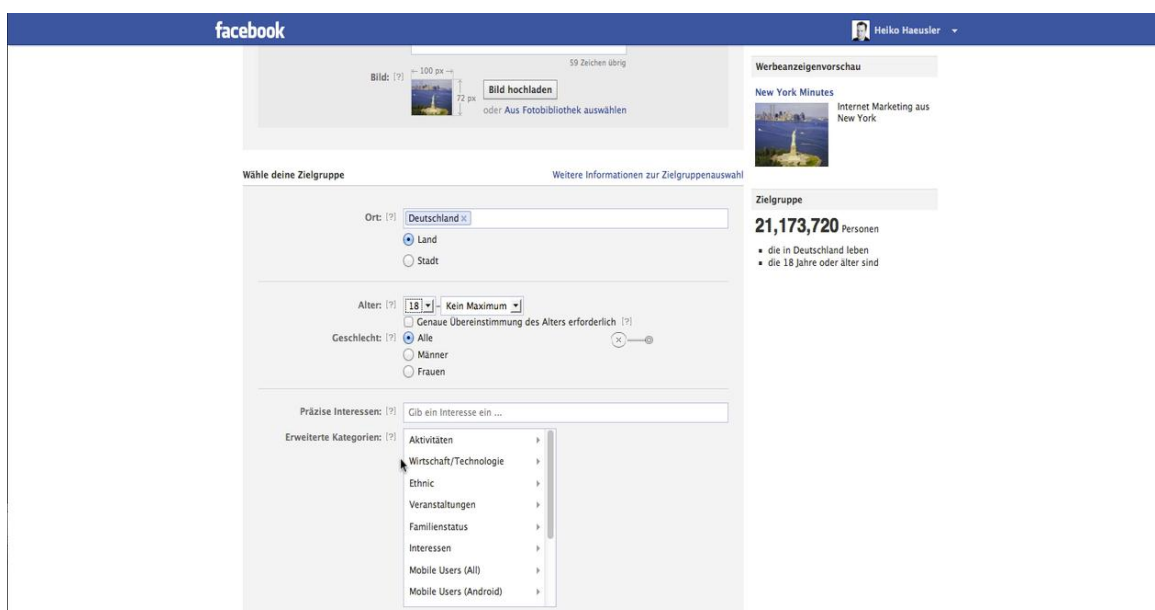 facebook
Heiko Haeusler
59 Zeichen übrig
Bild: [?]
100 px
72 px
Bild hochladen
oder Aus Fotobibliothek auswählen
Wähle deine Zielgruppe
Weitere Informationen zur Zielgruppenauswahl
Ort: [?]
Deutschland ×
Land
Stadt
Alter: [?]
18 - Kein Maximum
Genaue Übereinstimmung des Alters erforderlich [?]
Geschlecht: [?]
Alle
Männer
Frauen
Präzise Interessen: [?]
Gib ein Interesse ein ...
Erweiterte Kategorien: [?]
Aktivitäten
Wirtschaft/Technologie
Ethnic
Veranstaltungen
Familienstatus
Interessen
Mobile Users (All)
Mobile Users (Android)
Werbeanzeigenvorschau
New York Minutes
Internet Marketing aus
New York
Zielgruppe
21,173,720 Personen
die in Deutschland leben
die 18 Jahre oder älter sind